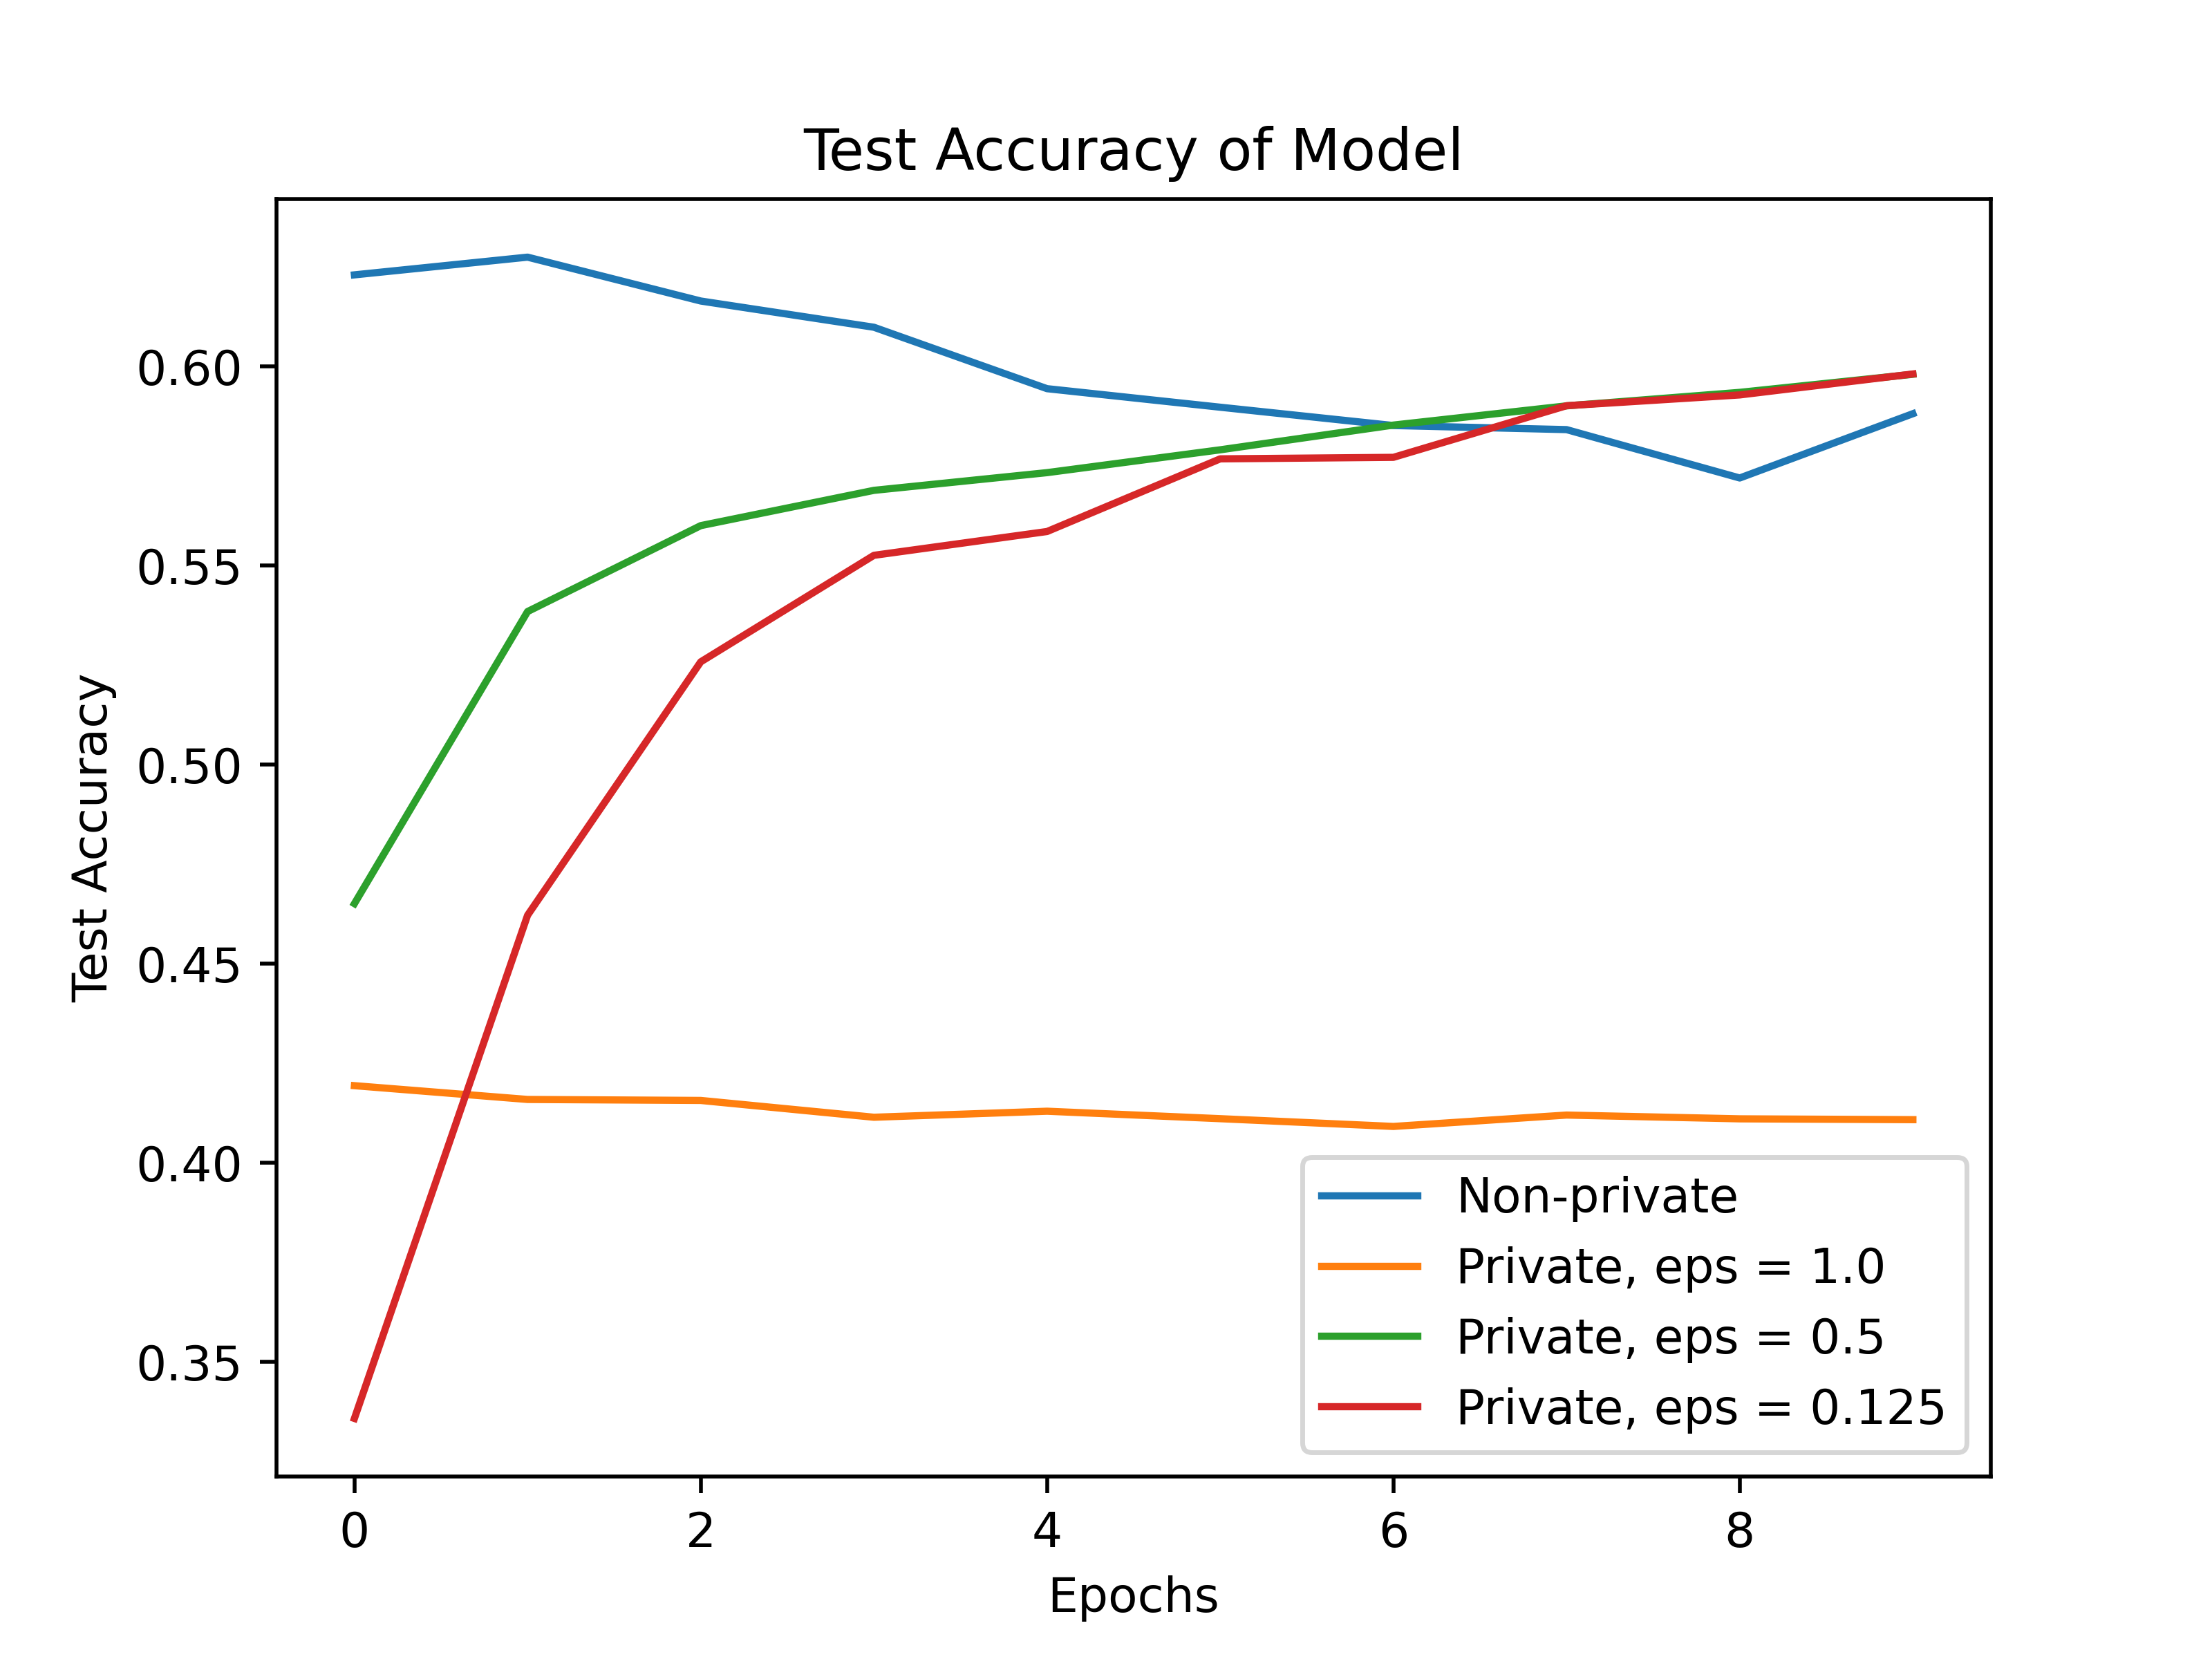 Test Accuracy of Model
Test Accuracy
0.60
0.55
0.50
0.45
0.40
0.35
Non-private
Private, eps = 1.0
Private, eps = 0.5
Private, eps = 0.125
0 2 4 6 8
Epochs